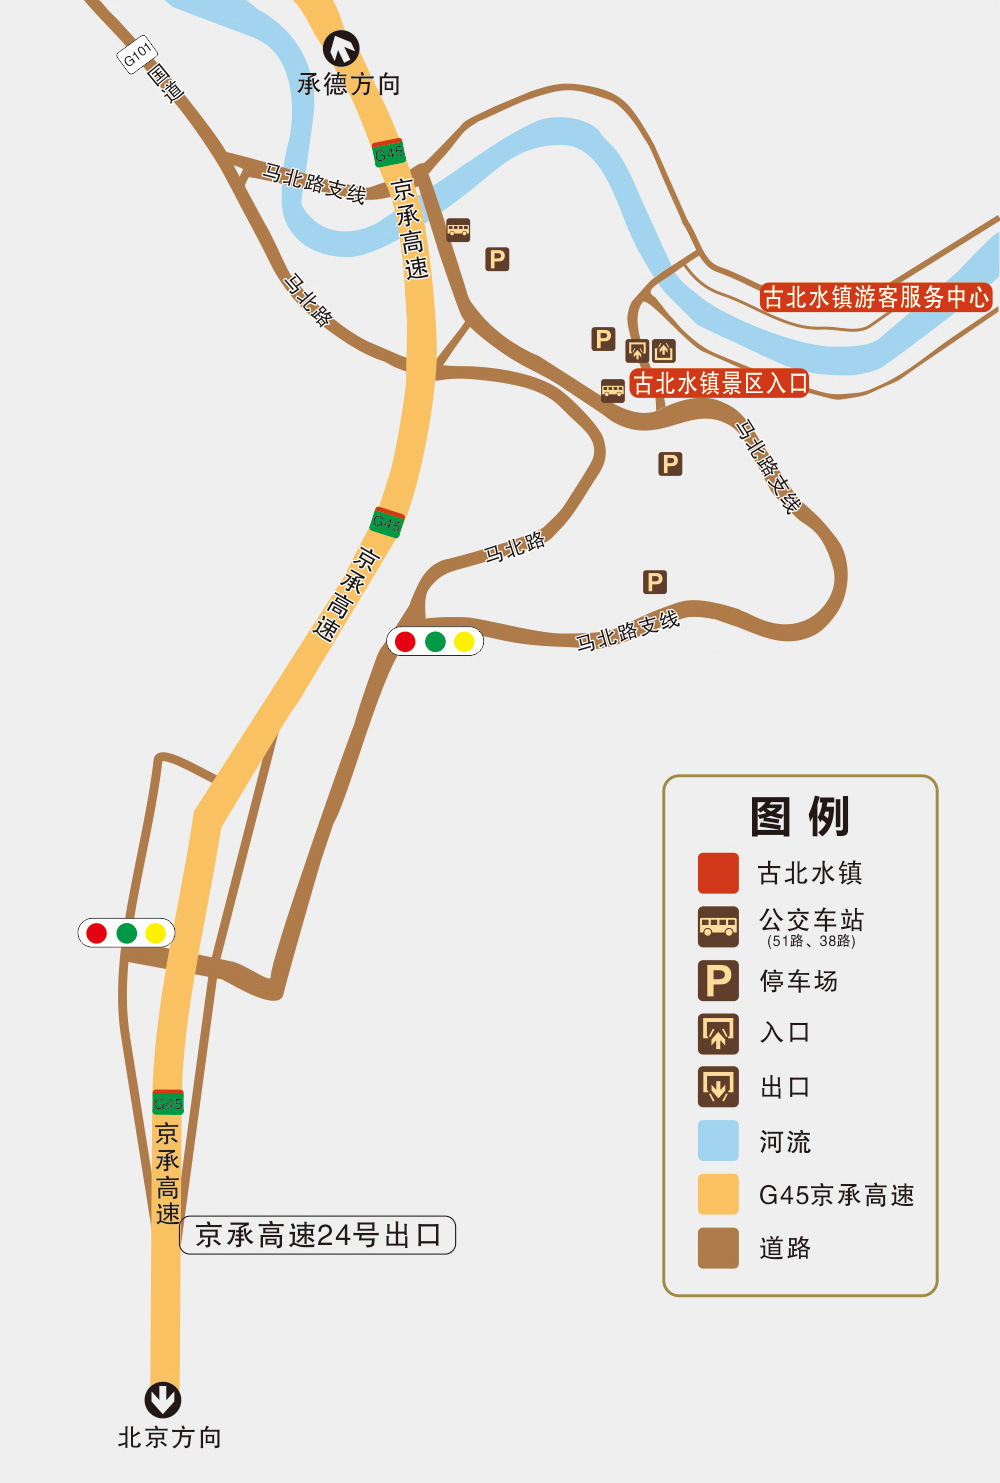 G101
国道
承德方向
G45
马北路支线
京承高速
P
古北水镇游客服务中心
马北路
P
古北水镇景区入口
马北路支线
P
G45
马北路
京承高速
P
马北路支线
图例
古北水镇
公交车站
(51路、38路)
P
停车场
入口
出口
河流
G45京承高速
道路
G45
京承高速
京承高速24号出口
北京方向